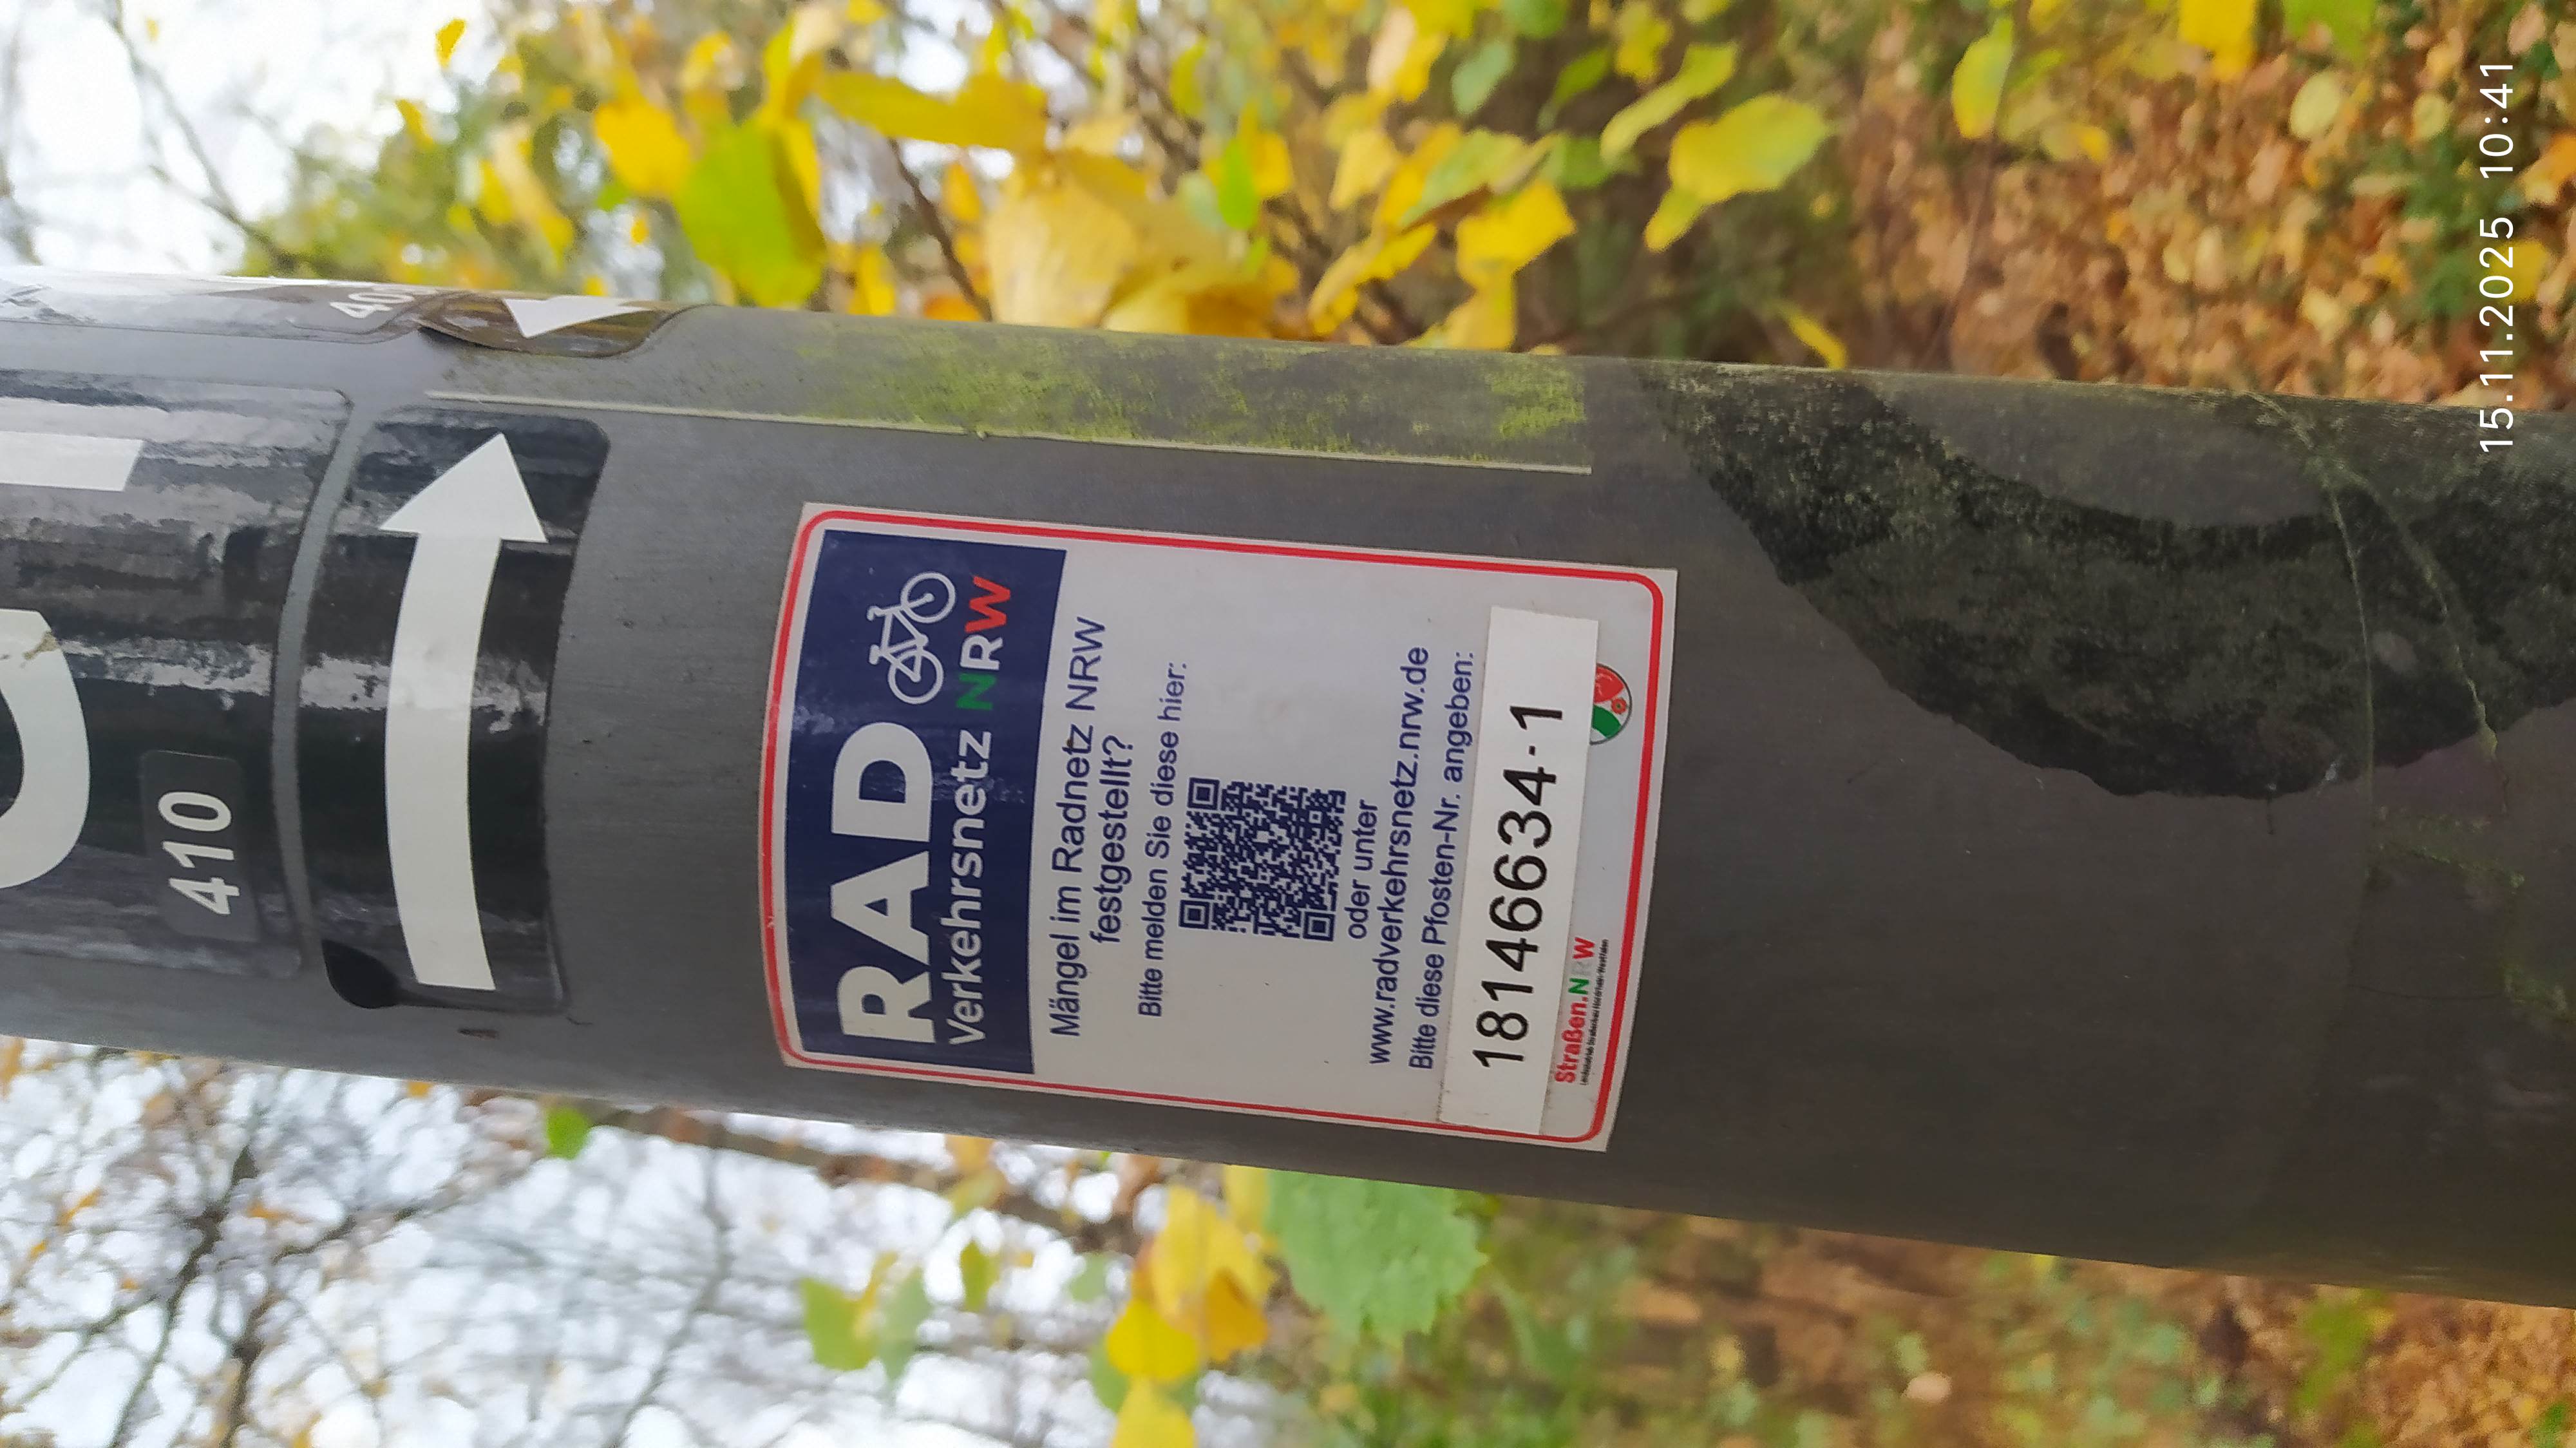 410
RAD
Verkehrsnetz NRW
Mängel im Radnetz NRW
festgestellt?
Bitte melden Sie diese hier:
oder unter
www.radverkehrsnetz.nrw.de
Bitte diese Pfosten-Nr. angeben:
18146634-1
Straßen.NRW
15.11.2025 10:41